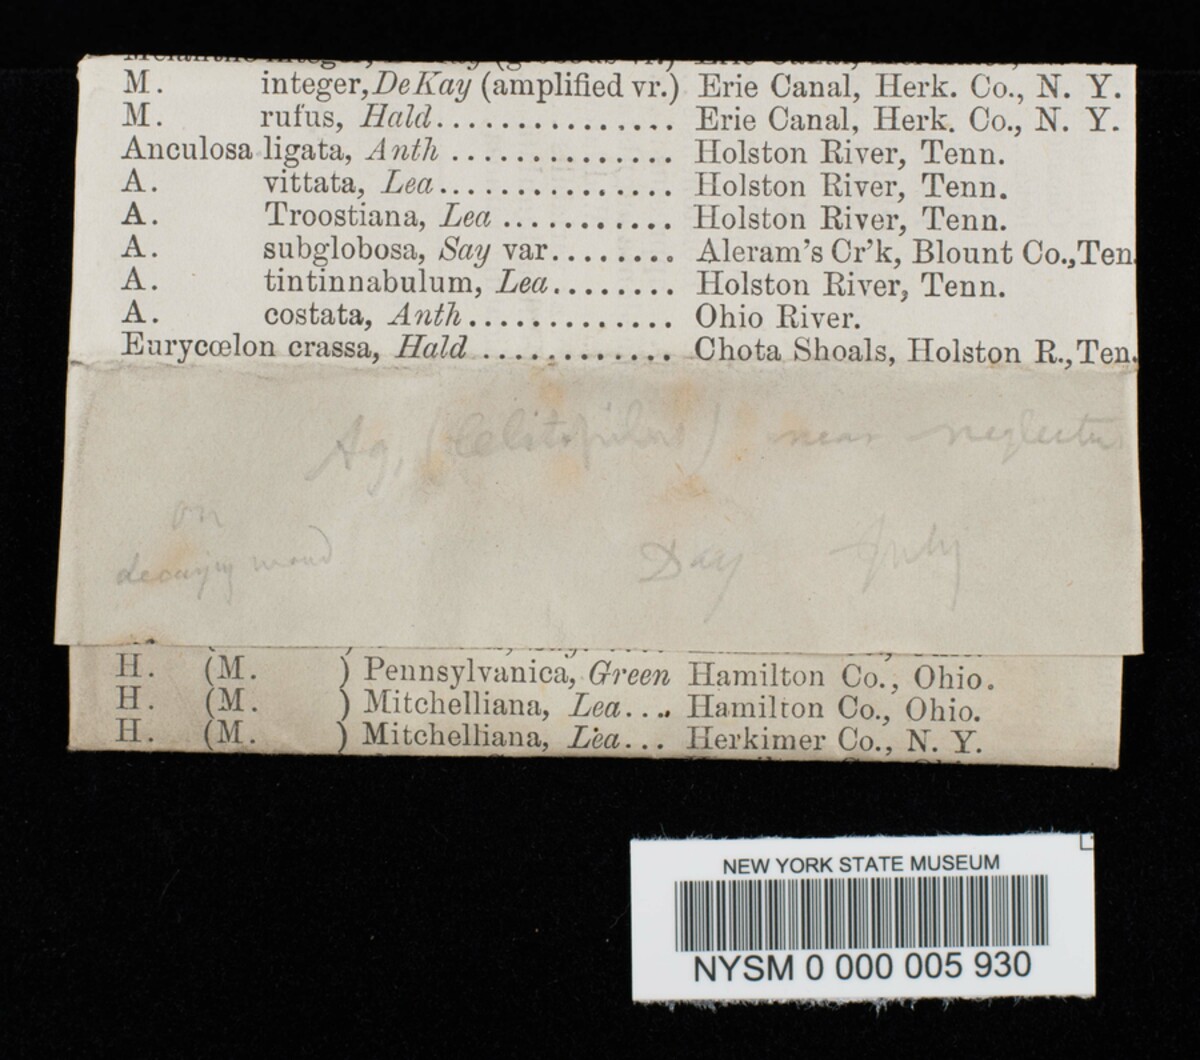 M. integer, DeKay (amplified vr.) Erie Canal, Herk. Co., N. Y.
M. rufus, Hald............... Erie Canal, Herk. Co., N. Y.
Anculosa ligata, Anth .............. Holston River, Tenn.
A. vittata, Lea............... Holston River, Tenn.
A. Troostiana, Lea ........... Holston River, Tenn.
A. subglobosa, Say var........ Aleram's Cr'k, Blount Co., Ten.
A. tintinnabulum, Lea........ Holston River, Tenn.
A. costata, Anth............. Ohio River.
Eurycœlon crassa, Hald ............ Chota Shoals, Holston R., Ten.
Ag. (Clitopilus) near neglectus
on
decaying wood
Day July
H. (M. ) Pennsylvanica, Green Hamilton Co., Ohio.
H. (M. ) Mitchelliana, Lea.... Hamilton Co., Ohio.
H. (M. ) Mitchelliana, Lea... Herkimer Co., N. Y.
NEW YORK STATE MUSEUM
NYSM 0 000 005 930